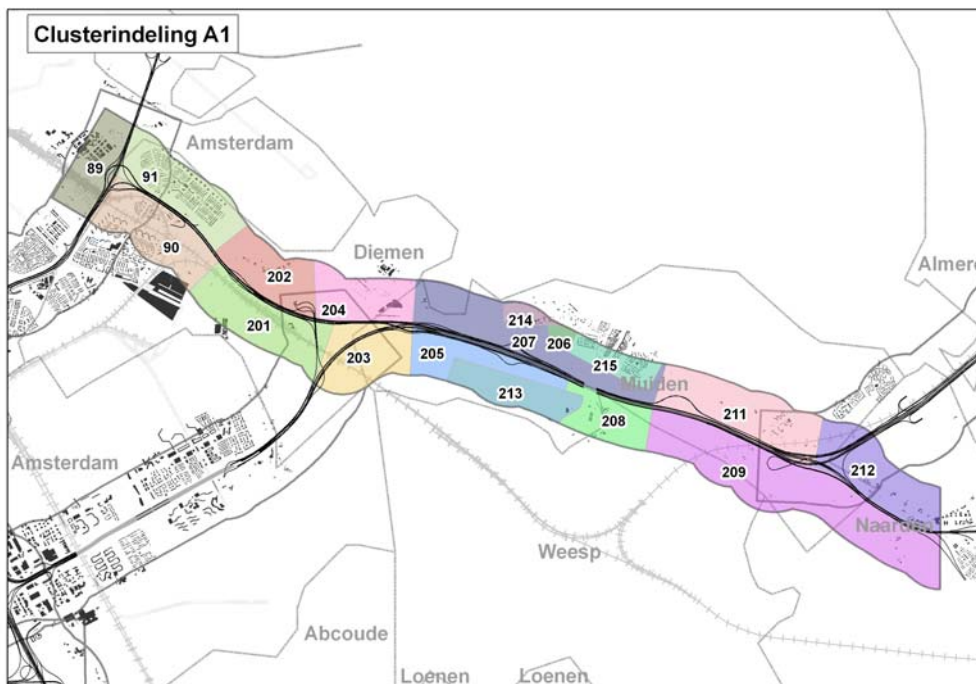 Clusterindeling A1
Amsterdam
89
91
90
Diemen
202
Almere
204
214
201
207
206
203
205
215
Muiden
213
211
208
Amsterdam
209
212
Naarden
Weesp
Abcoude
Loenen
Loenen